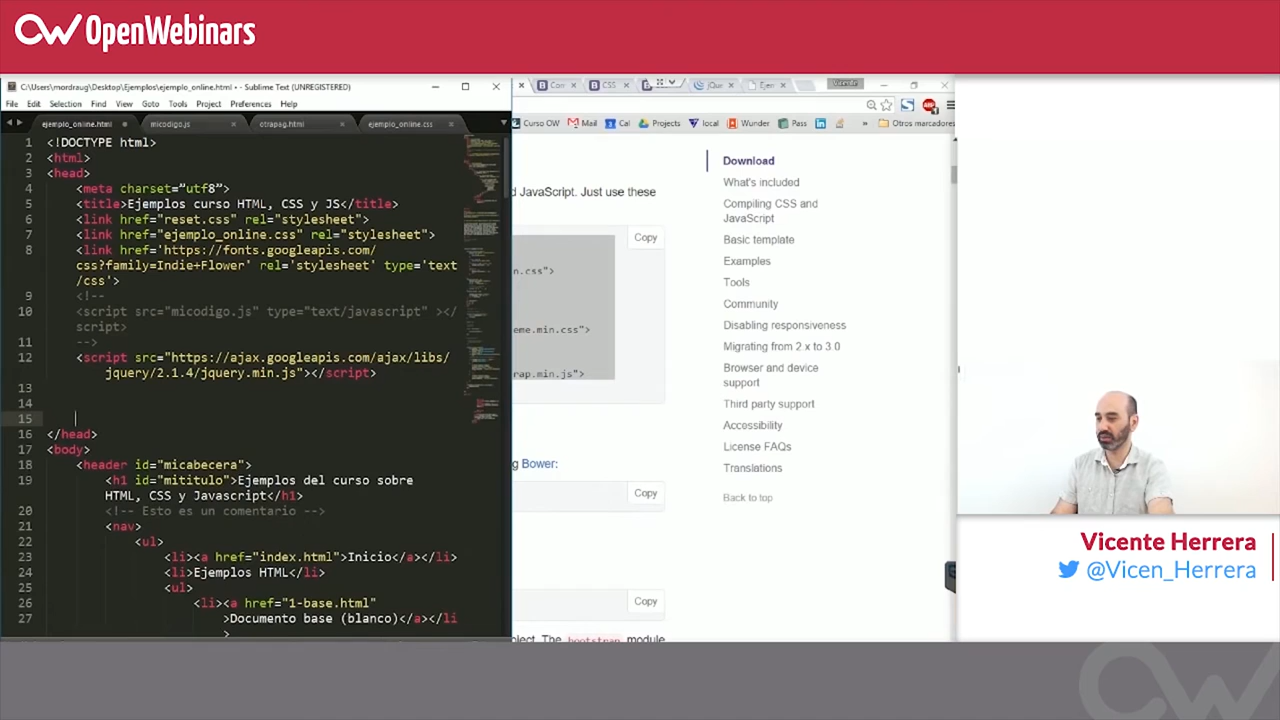 OpenWebinars
C:\Users\mordraug\Desktop\Ejemplos\ejemplo_online.html • - Sublime Text (UNREGISTERED)
File Edit Selection Find View Goto Tools Project Preferences Help
ejemplo_online.html
micodigo.js
otrapag.html
ejemplo_online.css
1 <!DOCTYPE html>
2 <html>
3 <head>
4 <meta charset="utf8">
5 <title>Ejemplos curso HTML, CSS y JS</title>
6 <link href="reset.css" rel="stylesheet">
7 <link href="ejemplo_online.css" rel="stylesheet">
8 <link href='https://fonts.googleapis.com/
css?family=Indie+Flower' rel='stylesheet' type='text
/css'>
9 <!--
10 <script src="micodigo.js" type="text/javascript" ></
script>
11 -->
12 <script src="https://ajax.googleapis.com/ajax/libs/
jquery/2.1.4/jquery.min.js"></script>
13
14
15
16 </head>
17 <body>
18 <header id="micabecera">
19 <h1 id="mititulo">Ejemplos del curso sobre
HTML, CSS y Javascript</h1>
20 <!-- Esto es un comentario -->
21 <nav>
22 <ul>
23 <li><a href="index.html">Inicio</a></li>
24 <li>Ejemplos HTML</li>
25 <ul>
26 <li><a href="1-base.html"
27 >Documento base (blanco)</a></li
>
Con
CSS
jQue
Ejem
Vicente
Curso OW
Mail
Cal
Projects
local
Wunder
Pass
»
Otros marcadores
d JavaScript. Just use these
Copy
n.css">
eme.min.css">
rap.min.js">
g Bower:
Copy
Copy
oject. The bootstrap module
Download
What's included
Compiling CSS and
JavaScript
Basic template
Examples
Tools
Community
Disabling responsiveness
Migrating from 2 x to 3.0
Browser and device
support
Third party support
Accessibility
License FAQs
Translations
Back to top
Vicente Herrera
@Vicen_Herrera